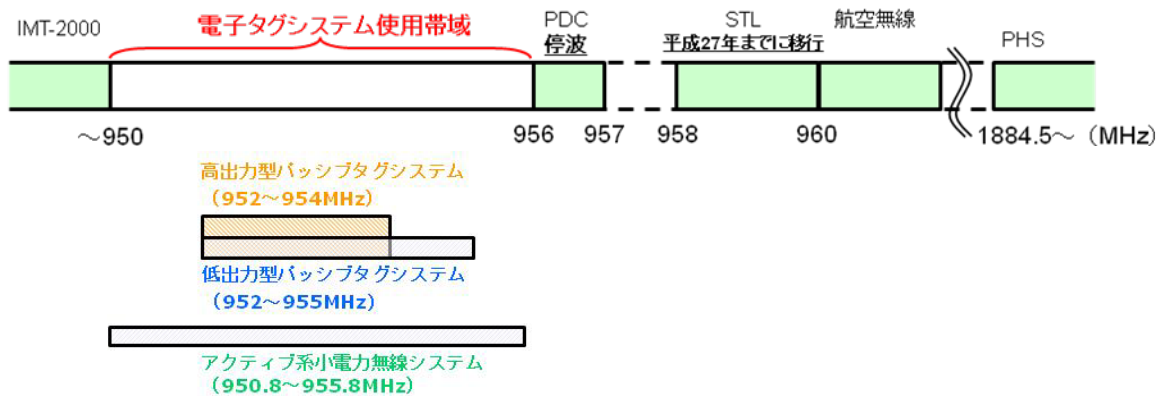 IMT-2000
電子タグシステム使用帯域
PDC
停波
STL
平成27年までに移行
航空無線
PHS
～950
956
957
958
960
1884.5～（MHz）
高出力型パッシブタグシステム
（952～954MHz）
低出力型パッシブタグシステム
（952～955MHz）
アクティブ系小電力無線システム
（950.8～955.8MHz）